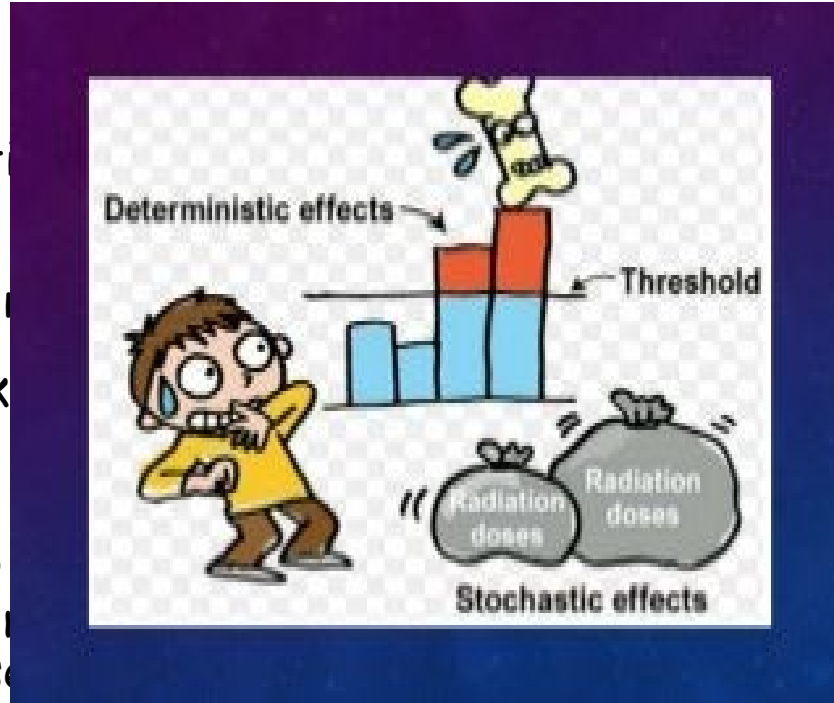 Deterministic effects
Threshold
Radiation
doses
Radiation
doses
Stochastic effects